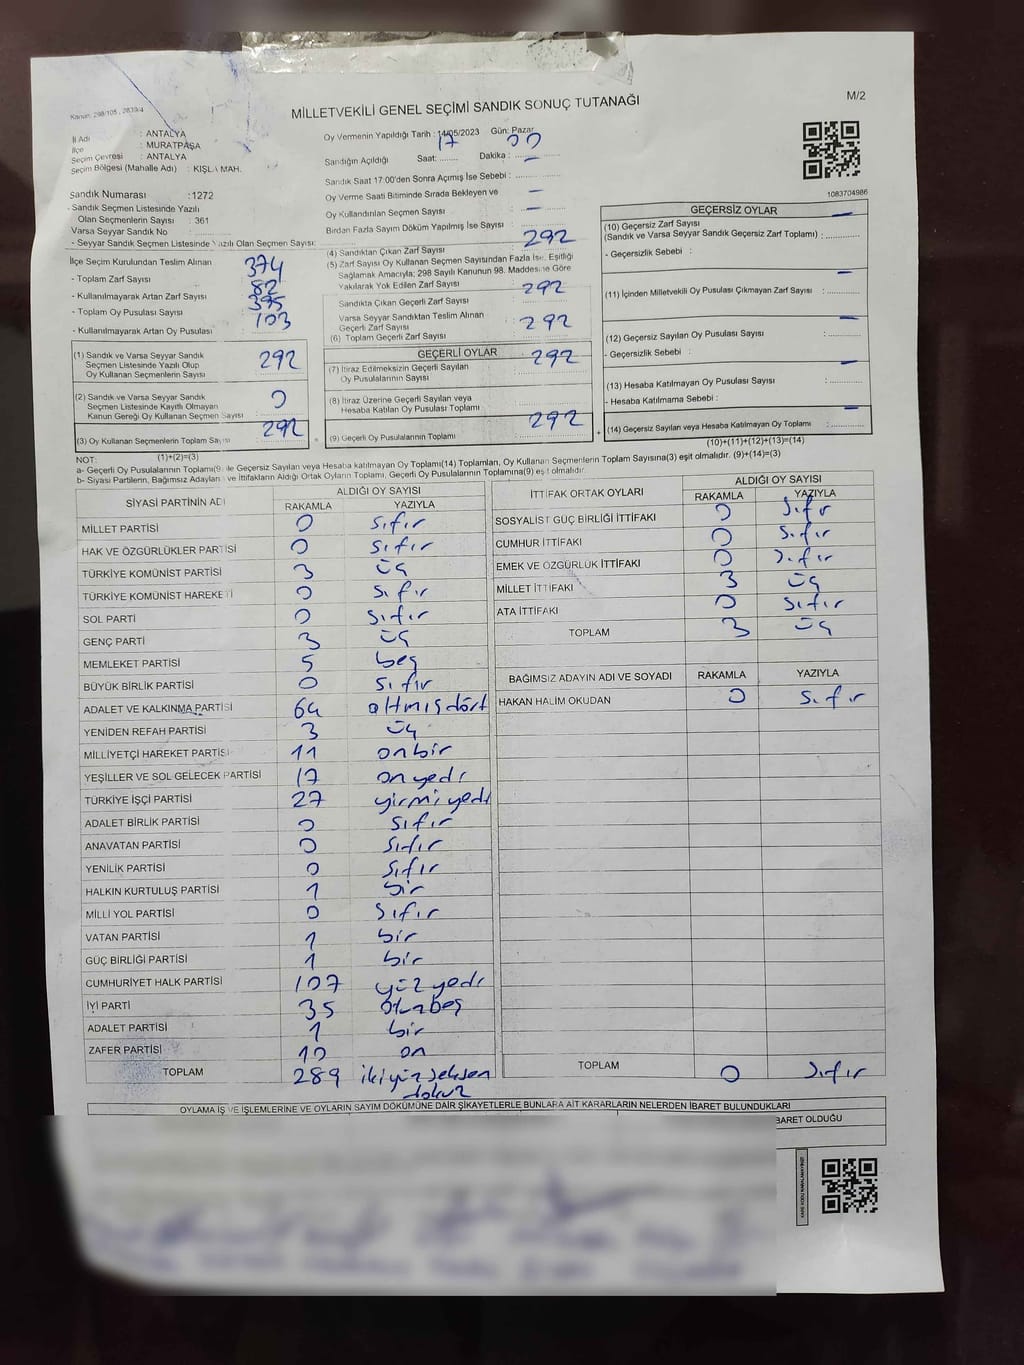 Kanun: 298/105, 2839/4
MİLLETVEKİLİ GENEL SEÇİMİ SANDIK SONUÇ TUTANAĞI
M/2
İl Adı : ANTALYA
İlçe : MURATPAŞA
Seçim Çevresi : ANTALYA
Seçim Bölgesi (Mahalle Adı) : KIŞLA MAH.
Sandık Numarası : 1272
- Sandık Seçmen Listesinde Yazılı
Olan Seçmenlerin Sayısı : 361
Varsa Seyyar Sandık No
- Seyyar Sandık Seçmen Listesinde Yazılı Olan Seçmen Sayısı:
İlçe Seçim Kurulundan Teslim Alınan
- Toplam Zarf Sayısı 374
- Kullanılmayarak Artan Zarf Sayısı 82
- Toplam Oy Pusulası Sayısı 395
- Kullanılmayarak Artan Oy Pusulası 103
(1) Sandık ve Varsa Seyyar Sandık
Seçmen Listesinde Yazılı Olup
Oy Kullanan Seçmenlerin Sayısı 292
(2) Sandık ve Varsa Seyyar Sandık
Seçmen Listesinde Kayıtlı Olmayan
Kanun Gereği Oy Kullanan Seçmen Sayısı 0
(3) Oy Kullanan Seçmenlerin Toplam Sayısı 292
Oy Vermenin Yapıldığı Tarih : 14/05/2023 Gün: Pazar
Sandığın Açıldığı Saat: 17 Dakika : 00
Sandık Saat 17:00'den Sonra Açılmış İse Sebebi : –
Oy Verme Saati Bitiminde Sırada Bekleyen ve
Oy Kullandırılan Seçmen Sayısı : –
Birdan Fazla Sayım Döküm Yapılmış İse Sayısı : –
(4) Sandıktan Çıkan Zarf Sayısı : 292
(5) Zarf Sayısı Oy Kullanan Seçmen Sayısından Fazla İse, Eşitliği
Sağlamak Amacıyla; 298 Sayılı Kanunun 98. Maddesine Göre
Yakılarak Yok Edilen Zarf Sayısı :
Sandıkta Çıkan Geçerli Zarf Sayısı : 292
Varsa Seyyar Sandıktan Teslim Alınan
Geçerli Zarf Sayısı
(6) Toplam Geçerli Zarf Sayısı : 292
GEÇERLİ OYLAR
(7) İtiraz Edilmeksizin Geçerli Sayılan
Oy Pusulalarının Sayısı : 292
(8) İtiraz Üzerine Geçerli Sayılan veya
Hesaba Katılan Oy Pusulası Toplamı :
(9) Geçerli Oy Pusulalarının Toplamı : 292
1083704986
GEÇERSİZ OYLAR
(10) Geçersiz Zarf Sayısı
(Sandık ve Varsa Seyyar Sandık Geçersiz Zarf Toplamı) : –
- Geçersizlik Sebebi :
(11) İçinden Milletvekili Oy Pusulası Çıkmayan Zarf Sayısı : –
(12) Geçersiz Sayılan Oy Pusulası Sayısı : –
- Geçersizlik Sebebi :
(13) Hesaba Katılmayan Oy Pusulası Sayısı : –
- Hesaba Katılmama Sebebi :
(14) Geçersiz Sayılan veya Hesaba Katılmayan Oy Toplamı : –
NOT: (1)+(2)=(3) (10)+(11)+(12)+(13)=(14)
a- Geçerli Oy Pusulalarının Toplamı(9) ile Geçersiz Sayılan veya Hesaba katılmayan Oy Toplamı(14) Toplamları, Oy Kullanan Seçmenlerin Toplam Sayısına(3) eşit olmalıdır. (9)+(14)=(3)
b- Siyasi Partilerin, Bağımsız Adayların ve İttifakların Aldığı Ortak Oyların Toplamı, Geçerli Oy Pusulalarının Toplamına(9) eşit olmalıdır.
SİYASİ PARTİNİN ADI ALDIĞI OY SAYISI
RAKAMLA YAZIYLA
MİLLET PARTİSİ 0 sıfır
HAK VE ÖZGÜRLÜKLER PARTİSİ 0 sıfır
TÜRKİYE KOMÜNİST PARTİSİ 3 üç
TÜRKİYE KOMÜNİST HAREKETİ 0 sıfır
SOL PARTİ 0 sıfır
GENÇ PARTİ 3 üç
MEMLEKET PARTİSİ 5 beş
BÜYÜK BİRLİK PARTİSİ 0 sıfır
ADALET VE KALKINMA PARTİSİ 64 altmışdört
YENİDEN REFAH PARTİSİ 3 üç
MİLLİYETÇİ HAREKET PARTİSİ 11 onbir
YEŞİLLER VE SOL GELECEK PARTİSİ 17 onyedi
TÜRKİYE İŞÇİ PARTİSİ 27 yirmiyedi
ADALET BİRLİK PARTİSİ 0 sıfır
ANAVATAN PARTİSİ 0 sıfır
YENİLİK PARTİSİ 0 sıfır
HALKIN KURTULUŞ PARTİSİ 1 bir
MİLLİ YOL PARTİSİ 0 sıfır
VATAN PARTİSİ 1 bir
GÜÇ BİRLİĞİ PARTİSİ 1 bir
CUMHURİYET HALK PARTİSİ 107 yüzyedi
İYİ PARTİ 35 otuzbeş
ADALET PARTİSİ 1 bir
ZAFER PARTİSİ 10 on
TOPLAM 289 ikiyüzseksen
dokuz
İTTİFAK ORTAK OYLARI ALDIĞI OY SAYISI
RAKAMLA YAZIYLA
SOSYALİST GÜÇ BİRLİĞİ İTTİFAKI 0 sıfır
CUMHUR İTTİFAKI 0 sıfır
EMEK VE ÖZGÜRLÜK İTTİFAKI 0 sıfır
MİLLET İTTİFAKI 3 üç
ATA İTTİFAKI 0 sıfır
TOPLAM 3 üç
BAĞIMSIZ ADAYIN ADI VE SOYADI RAKAMLA YAZIYLA
HAKAN HALİM OKUDAN 0 sıfır
TOPLAM 0 sıfır
OYLAMA İŞ VE İŞLEMLERİNE VE OYLARIN SAYIM DÖKÜMÜNE DAİR ŞİKAYETLERLE BUNLARA AİT KARARLARIN NELERDEN İBARET BULUNDUKLARI
BARET OLDUĞU